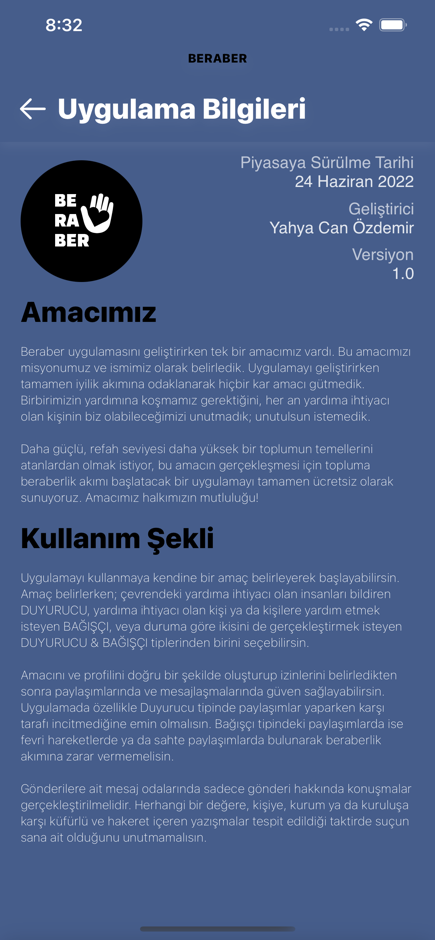 8:32
BERABER
Uygulama Bilgileri
BE
RA
BER
Piyasaya Sürülme Tarihi
24 Haziran 2022
Geliştirici
Yahya Can Özdemir
Versiyon
1.0
Amacımız
Beraber uygulamasını geliştirirken tek bir amacımız vardı. Bu amacımızı
misyonumuz ve ismimiz olarak belirledik. Uygulamayı geliştirirken
tamamen iyilik akımına odaklanarak hiçbir kar amacı gütmedik.
Birbirimizin yardımına koşmamız gerektiğini, her an yardıma ihtiyacı
olan kişinin biz olabileceğimizi unutmadık; unutulsun istemedik.
Daha güçlü, refah seviyesi daha yüksek bir toplumun temellerini
atanlardan olmak istiyor, bu amacın gerçekleşmesi için topluma
beraberlik akımı başlatacak bir uygulamayı tamamen ücretsiz olarak
sunuyoruz. Amacımız halkımızın mutluluğu!
Kullanım Şekli
Uygulamayı kullanmaya kendine bir amaç belirleyerek başlayabilirsin.
Amaç belirlerken; çevrendeki yardıma ihtiyacı olan insanları bildiren
DUYURUCU, yardıma ihtiyacı olan kişi ya da kişilere yardım etmek
isteyen BAĞIŞÇI, veya duruma göre ikisini de gerçekleştirmek isteyen
DUYURUCU & BAĞIŞÇI tiplerinden birini seçebilirsin.
Amacını ve profilini doğru bir şekilde oluşturup izinlerini belirledikten
sonra paylaşımlarında ve mesajlaşmalarında güven sağlayabilirsin.
Uygulamada özellikle Duyurucu tipinde paylaşımlar yaparken karşı
tarafı incitmediğine emin olmalısın. Bağışçı tipindeki paylaşımlarda ise
fevri hareketlerde ya da sahte paylaşımlarda bulunarak beraberlik
akımına zarar vermemelisin.
Gönderilere ait mesaj odalarında sadece gönderi hakkında konuşmalar
gerçekleştirilmelidir. Herhangi bir değere, kişiye, kurum ya da kuruluşa
karşı küfürlü ve hakeret içeren yazışmalar tespit edildiği taktirde suçun
sana ait olduğunu unutmamalısın.